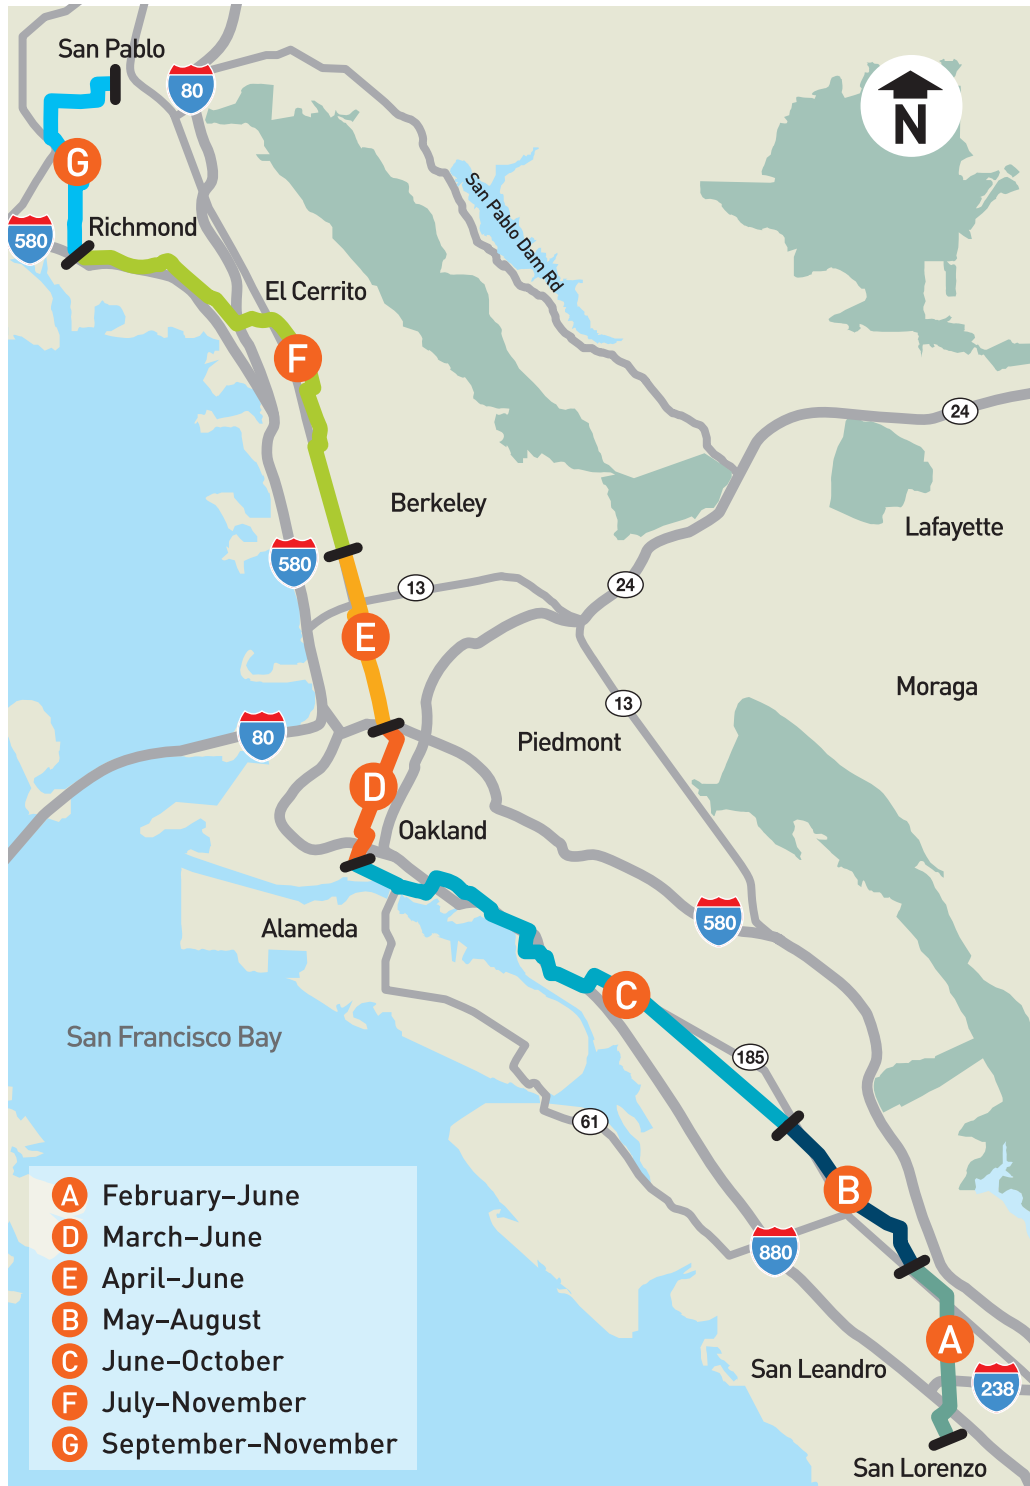 San Pablo
80
N
G
San Pablo Dam Rd
Richmond
580
El Cerrito
F
24
Berkeley
Lafayette
580
13
24
E
Moraga
13
80
Piedmont
D
Oakland
580
Alameda
C
San Francisco Bay
185
61
B
880
A
San Leandro
238
San Lorenzo
A February–June
D March–June
E April–June
B May–August
C June–October
F July–November
G September–November